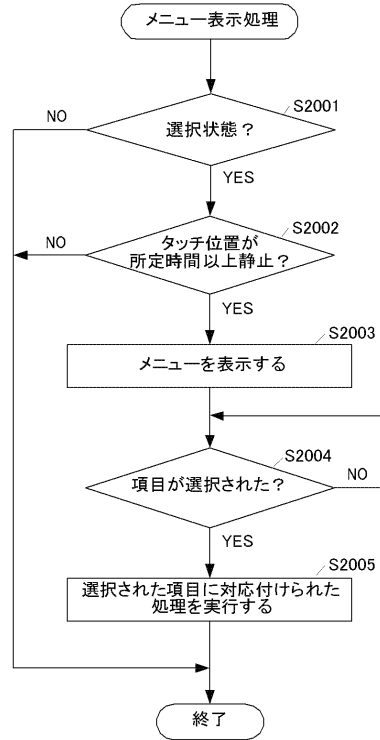 メニュー表示処理
S2001
NO
選択状態？
YES
S2002
NO
タッチ位置が
所定時間以上静止？
YES
S2003
メニューを表示する
S2004
項目が選択された？
NO
YES
S2005
選択された項目に対応付けられた
処理を実行する
終了